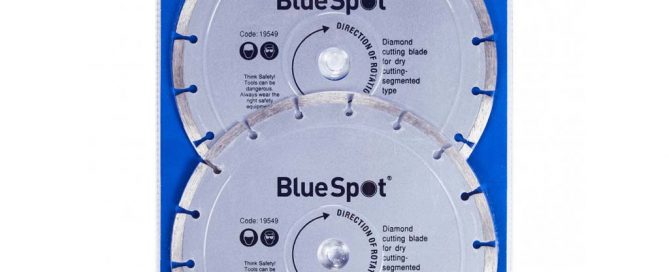 BlueSpot
Code: 19549
DIRECTION OF ROTATIO
Diamond
cutting blade
for dry
cutting-
segmented
type
Think Safety!
Tools can be
dangerous.
Always wear the
right safety
equipment
BlueSpot®
Code: 19549
DIRECTION OF ROTATIO
Diamond
cutting blade
for dry
cutting-
segmented
Think Safety!
Tools can be